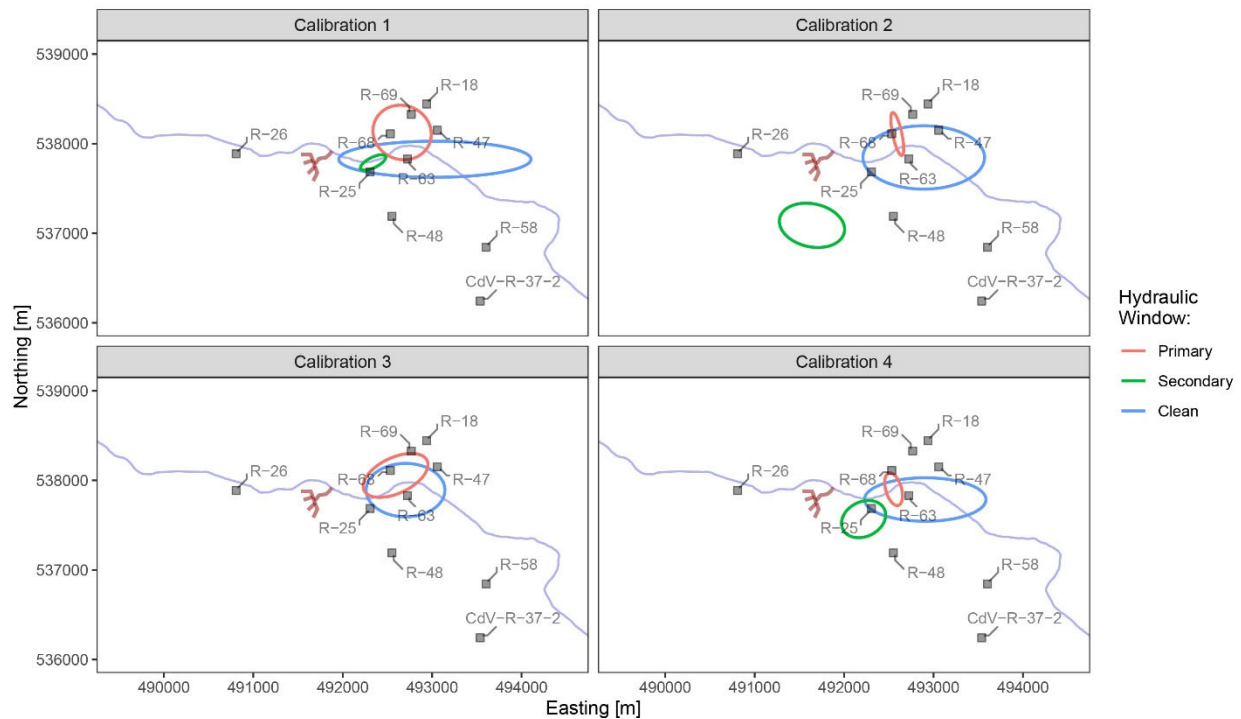 Calibration 1
Calibration 2
539000
R−69
R−18
R−69
R−18
538000
R−26
R−68
R−47
R−26
R−68
R−47
R−25
R−63
R−25
R−63
537000
R−48
R−58
R−48
R−58
CdV−R−37−2
CdV−R−37−2
536000
Northing [m]
Hydraulic
Window:
Primary
Secondary
Clean
Calibration 3
Calibration 4
539000
R−69
R−18
R−69
R−18
538000
R−26
R−68
R−47
R−26
R−68
R−47
R−25
R−63
R−25
R−63
537000
R−48
R−58
R−48
R−58
CdV−R−37−2
CdV−R−37−2
536000
490000 491000 492000 493000 494000
490000 491000 492000 493000 494000
Easting [m]